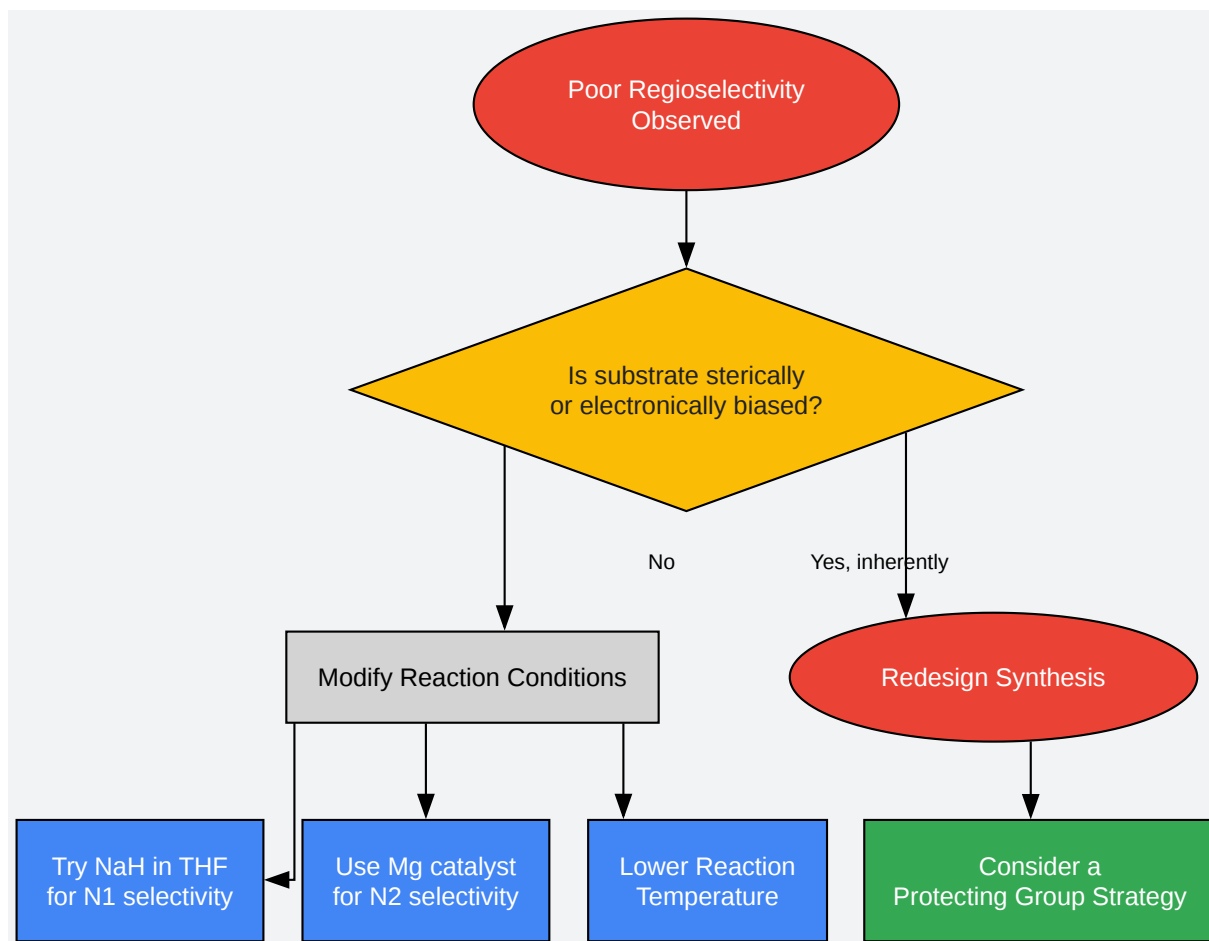 Poor Regioselectivity
Observed
Is substrate sterically
or electronically biased?
No
Yes, inherently
Modify Reaction Conditions
Redesign Synthesis
Try NaH in THF
for N1 selectivity
Use Mg catalyst
for N2 selectivity
Lower Reaction
Temperature
Consider a
Protecting Group Strategy